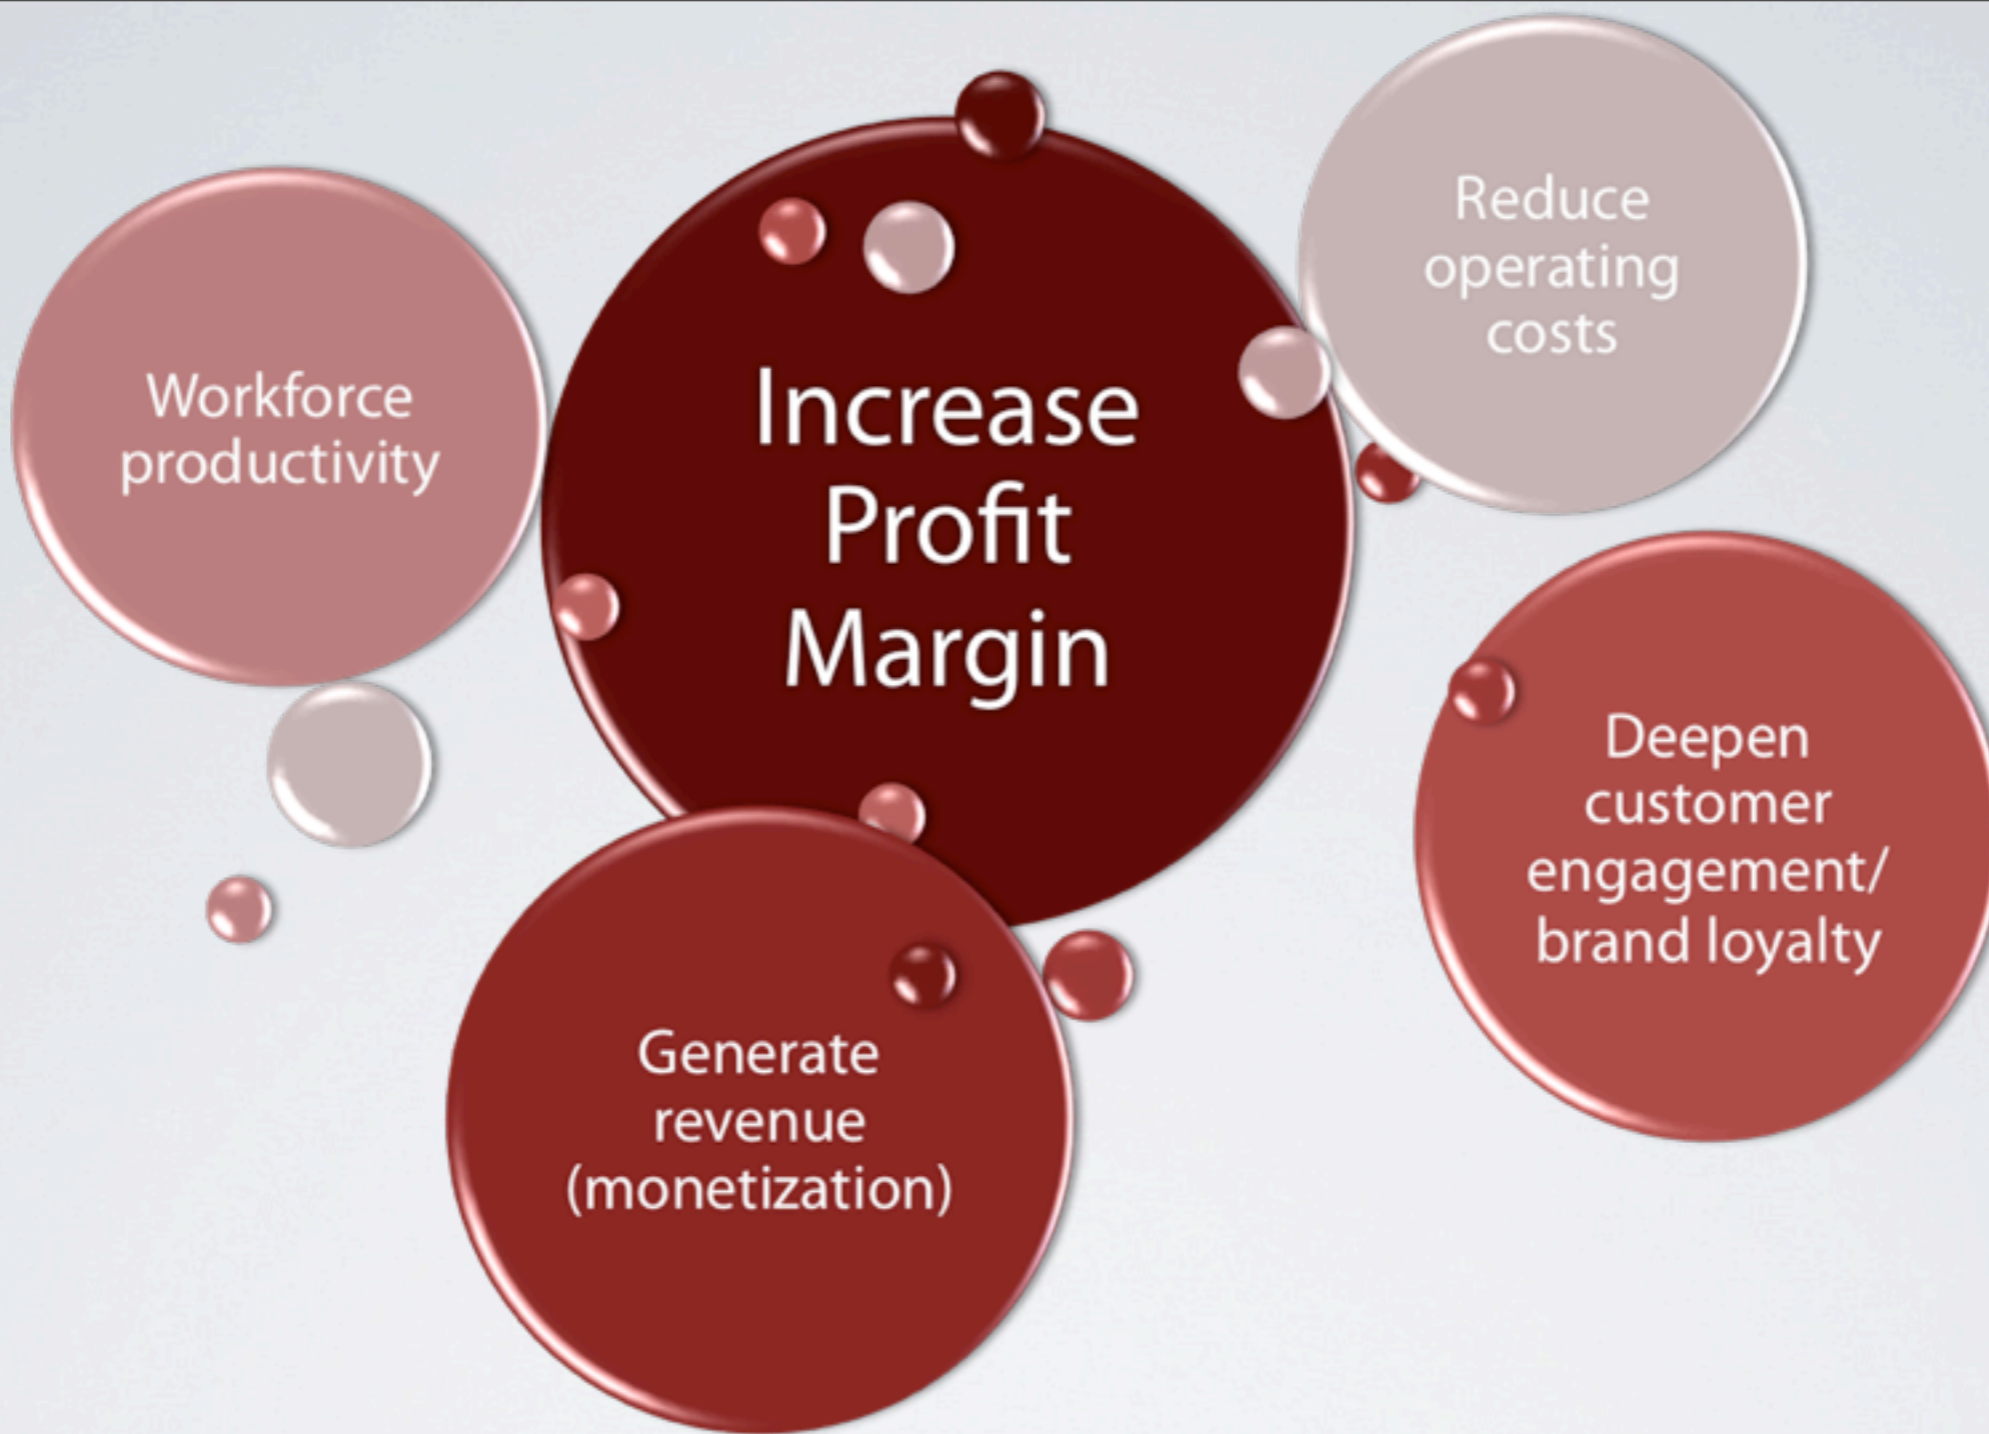 Increase
Profit
Margin
Reduce
operating
costs
Workforce
productivity
Deepen
customer
engagement/
brand loyalty
Generate
revenue
(monetization)